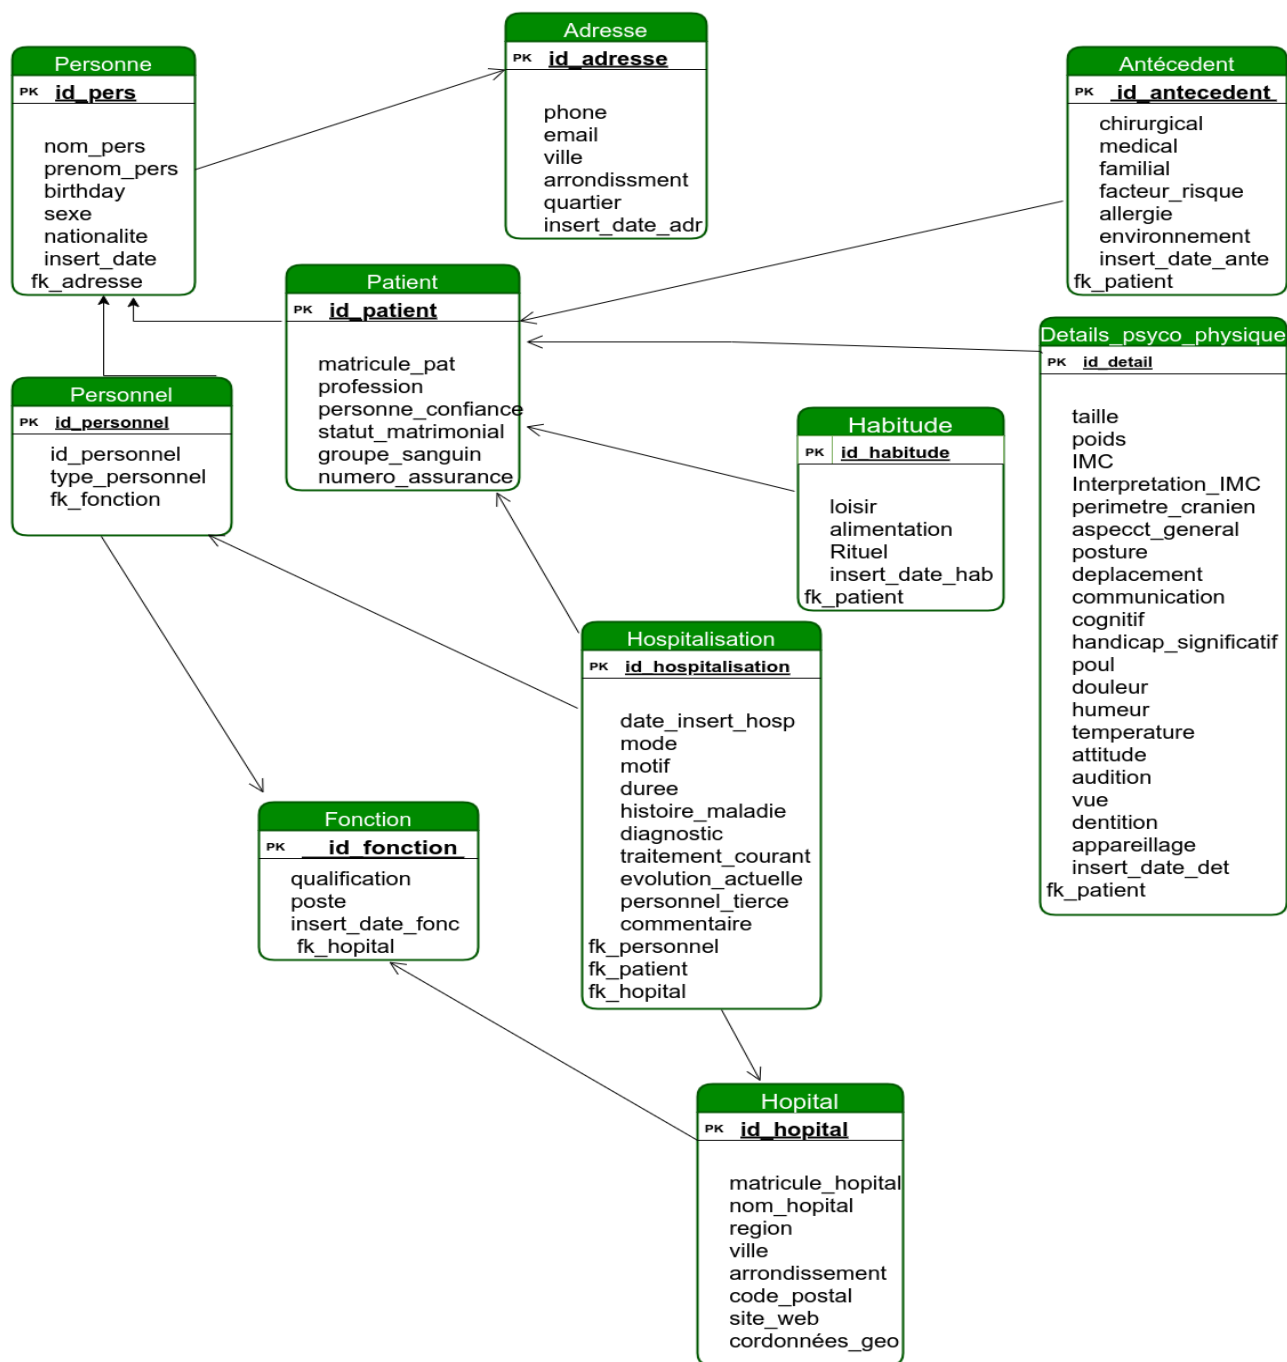 Personne
PK id_pers
nom_pers
prenom_pers
birthday
sexe
nationalite
insert_date
fk_adresse
Adresse
PK id_adresse
phone
email
ville
arrondissment
quartier
insert_date_adr
Antécedent
PK _id_antecedent_
chirurgical
medical
familial
facteur_risque
allergie
environnement
insert_date_ante
fk_patient
Patient
PK id_patient
matricule_pat
profession
personne_confiance
statut_matrimonial
groupe_sanguin
numero_assurance
Details_psyco_physique
PK id_detail
taille
poids
IMC
Interpretation_IMC
perimetre_cranien
aspecct_general
posture
deplacement
communication
cognitif
handicap_significatif
poul
douleur
humeur
temperature
attitude
audition
vue
dentition
appareillage
insert_date_det
fk_patient
Personnel
PK id_personnel
id_personnel
type_personnel
fk_fonction
Habitude
PK id_habitude
loisir
alimentation
Rituel
insert_date_hab
fk_patient
Hospitalisation
PK id_hospitalisation
date_insert_hosp
mode
motif
duree
histoire_maladie
diagnostic
traitement_courant
evolution_actuelle
personnel_tierce
commentaire
fk_personnel
fk_patient
fk_hopital
Fonction
PK __id_fonction_
qualification
poste
insert_date_fonc
fk_hopital
Hopital
PK id_hopital
matricule_hopital
nom_hopital
region
ville
arrondissement
code_postal
site_web
cordonnées_geo